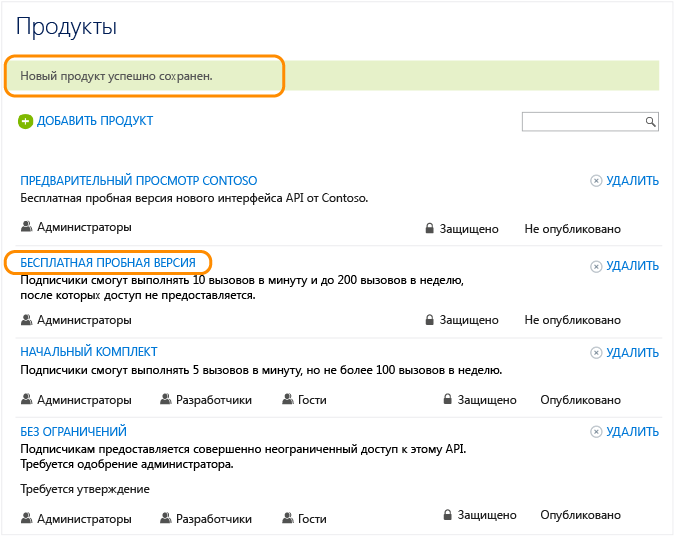 Продукты
Новый продукт успешно сохранен.
ДОБАВИТЬ ПРОДУКТ
ПРЕДВАРИТЕЛЬНЫЙ ПРОСМОТР CONTOSO УДАЛИТЬ
Бесплатная пробная версия нового интерфейса API от Contoso.
Администраторы Защищено Не опубликовано
БЕСПЛАТНАЯ ПРОБНАЯ ВЕРСИЯ УДАЛИТЬ
Подписчики смогут выполнять 10 вызовов в минуту и до 200 вызовов в неделю,
после которых доступ не предоставляется.
Администраторы Защищено Не опубликовано
НАЧАЛЬНЫЙ КОМПЛЕКТ УДАЛИТЬ
Подписчики смогут выполнять 5 вызовов в минуту, но не более 100 вызовов в неделю.
Администраторы Разработчики Гости Защищено Опубликовано
БЕЗ ОГРАНИЧЕНИЙ УДАЛИТЬ
Подписчикам предоставляется совершенно неограниченный доступ к этому API.
Требуется одобрение администратора.
Требуется утверждение
Администраторы Разработчики Гости Защищено Опубликовано